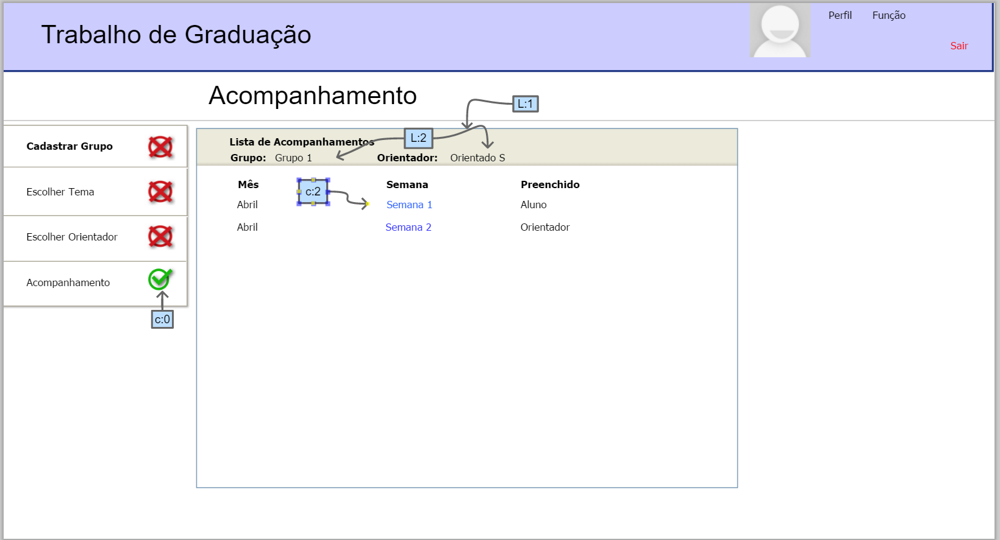 Trabalho de Graduação
Perfil Função
Sair
Acompanhamento
L:1
Cadastrar Grupo
Escolher Tema
Escolher Orientador
Acompanhamento
c:0
Lista de Acompanhamentos
L:2
Grupo: Grupo 1 Orientador: Orientado S
Mês Semana Preenchido
c:2
Abril Semana 1 Aluno
Abril Semana 2 Orientador